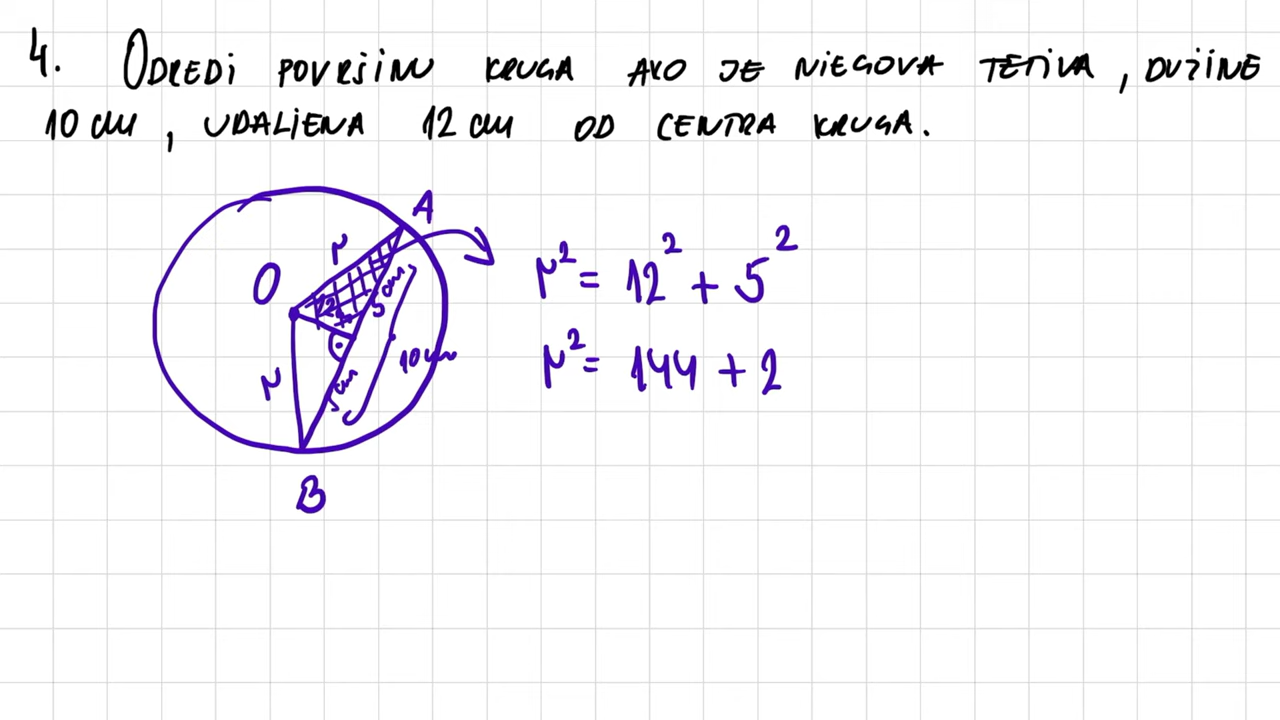 4. ODREDI POVRŠINU KRUGA AKO JE NJEGOVA TETIVA, DUŽINE
10 cm, UDALJENA 12 cm OD CENTRA KRUGA.
A
r
O
12 cm
5 cm
r² = 12² + 5²
r
5 cm
10 cm
r² = 144 + 2
B